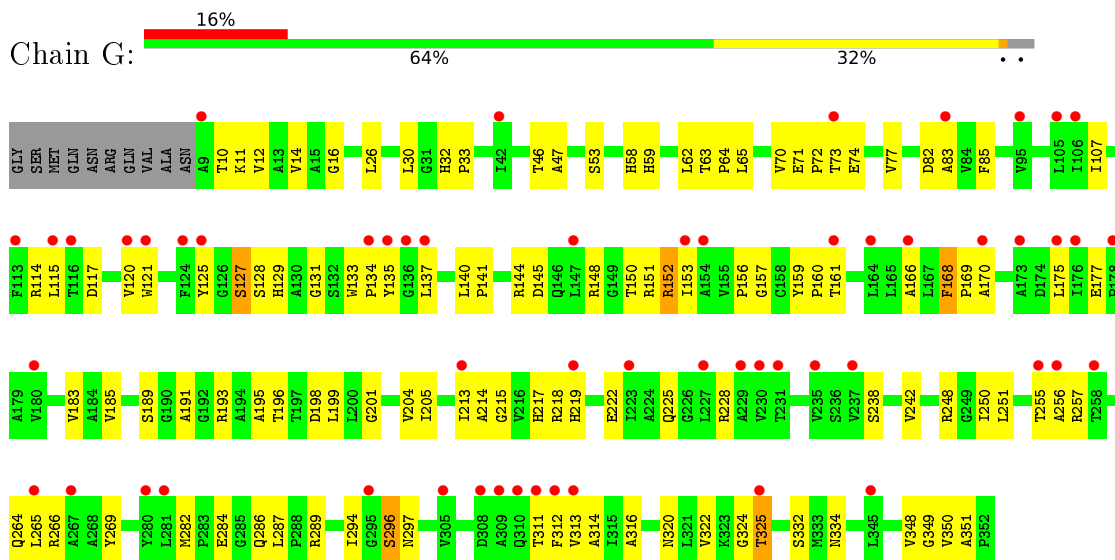 16%
Chain G:
64% 32% • •
GLY SER MET GLN ASN ARG GLN VAL ALA ASN A9 T10 K11 V12 A13 V14 A15 G16 L26 L30 G31 H32 P33 I42 T46 A47 S53 H58 H59 L62 T63 P64 L65 V70 E71 P72 T73 E74 V77 D82 A83 V84 F85 V95 L105 I106 I107
F113 R114 L115 T116 D117 V120 W121 F124 Y125 G126 S127 S128 H129 A130 G131 S132 W133 P134 Y135 G136 L137 L140 P141 R144 D145 Q146 L147 R148 G149 T150 R151 R152 I153 A154 V155 P156 G157 C158 Y159 P160 T161 L164 L165 A166 L167 F168 P169 A170 A173 D174 L175 I176 E177 P178
A179 V180 V183 A184 V185 S189 G190 A191 G192 R193 A194 A195 T196 T197 D198 L199 L200 G201 V204 I205 I213 A214 G215 V216 H217 R218 H219 E222 I223 A224 Q225 G226 L227 R228 A229 V230 T231 V235 S236 V237 S238 V242 R248 G249 I250 L251 T255 A256 R257 T258
Q264 L265 R266 A267 A268 Y269 Y280 L281 M282 P283 E284 G285 Q286 L287 P288 R289 I294 G295 S296 N297 V305 D308 A309 Q310 T311 F312 V313 A314 I315 A316 N320 L321 V322 K323 G324 T325 S332 M333 N334 L345 V348 G349 V350 A351 P352